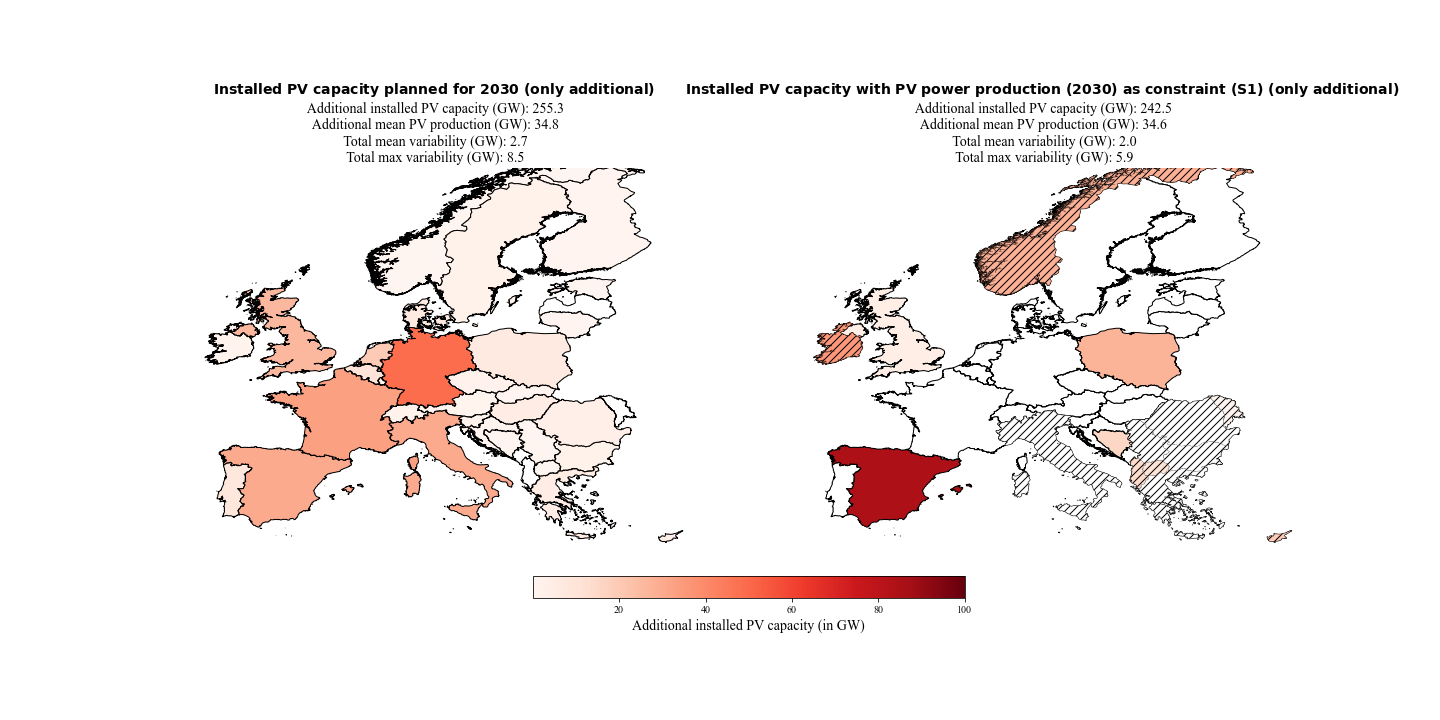 Installed PV capacity planned for 2030 (only additional)
Additional installed PV capacity (GW): 255.3
Additional mean PV production (GW): 34.8
Total mean variability (GW): 2.7
Total max variability (GW): 8.5
Installed PV capacity with PV power production (2030) as constraint (S1) (only additional)
Additional installed PV capacity (GW): 242.5
Additional mean PV production (GW): 34.6
Total mean variability (GW): 2.0
Total max variability (GW): 5.9
20 40 60 80 100
Additional installed PV capacity (in GW)